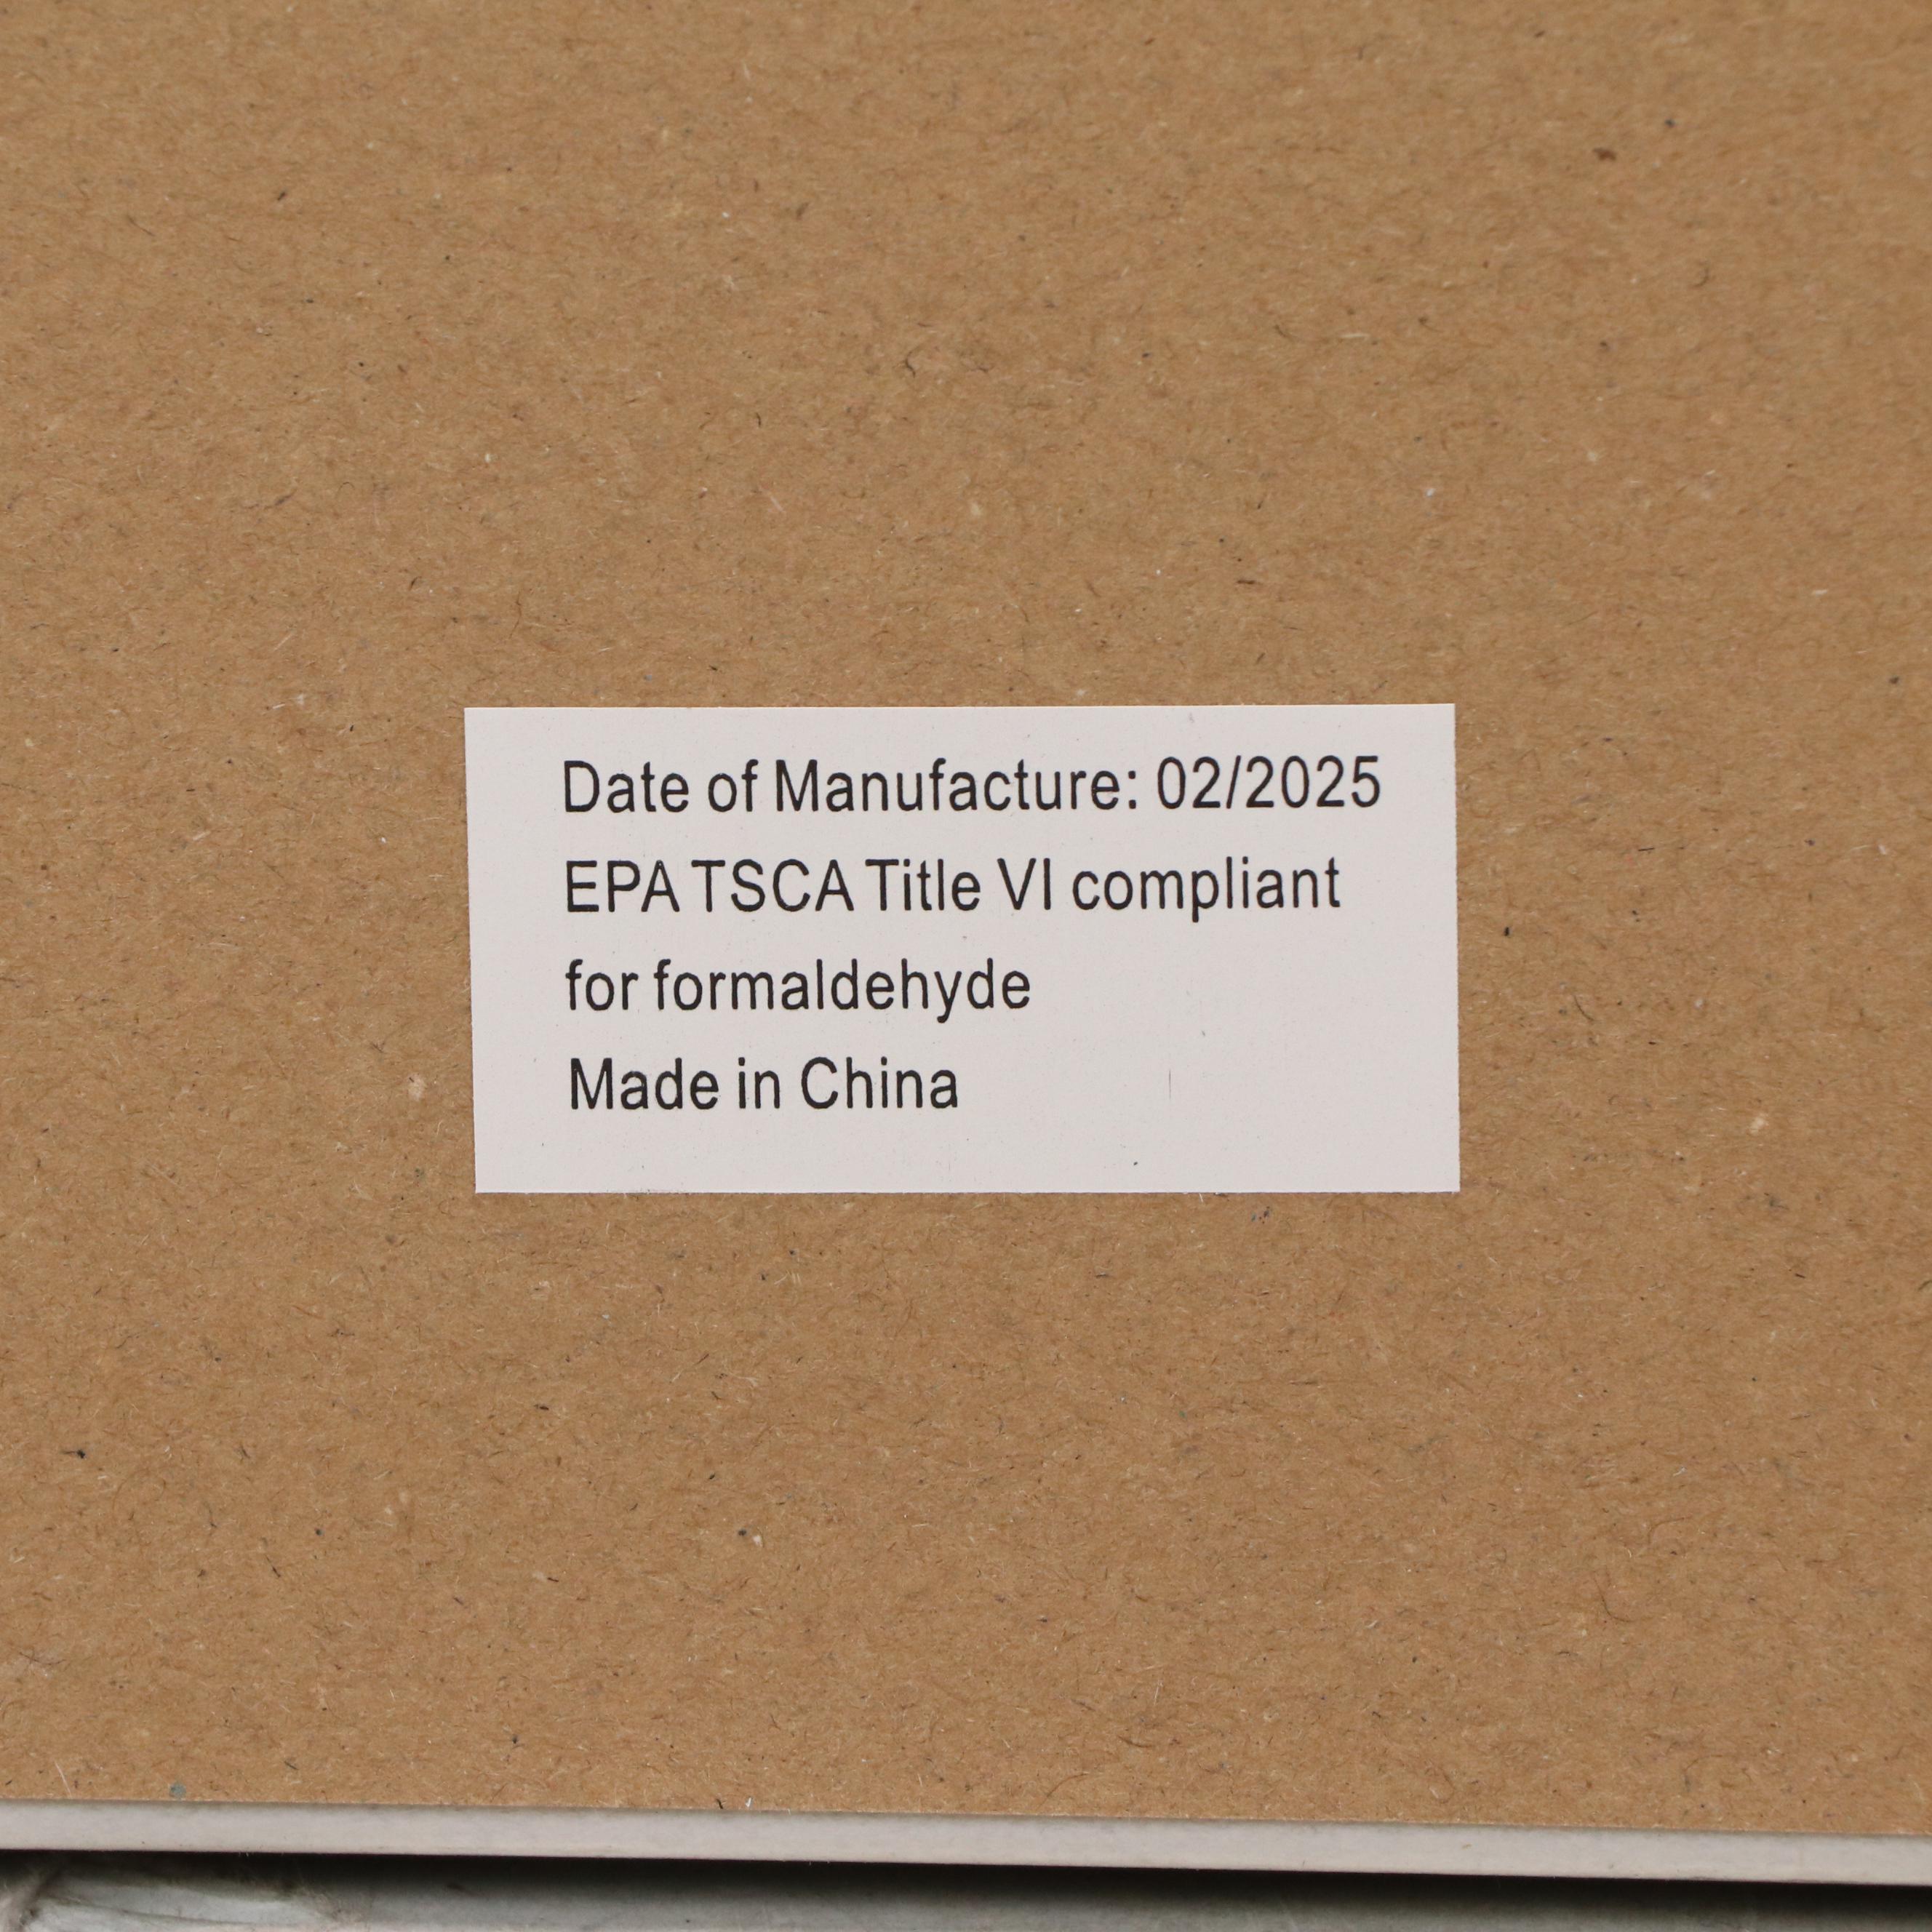 Date of Manufacture: 02/2025
EPA TSCA Title VI compliant
for formaldehyde
Made in China